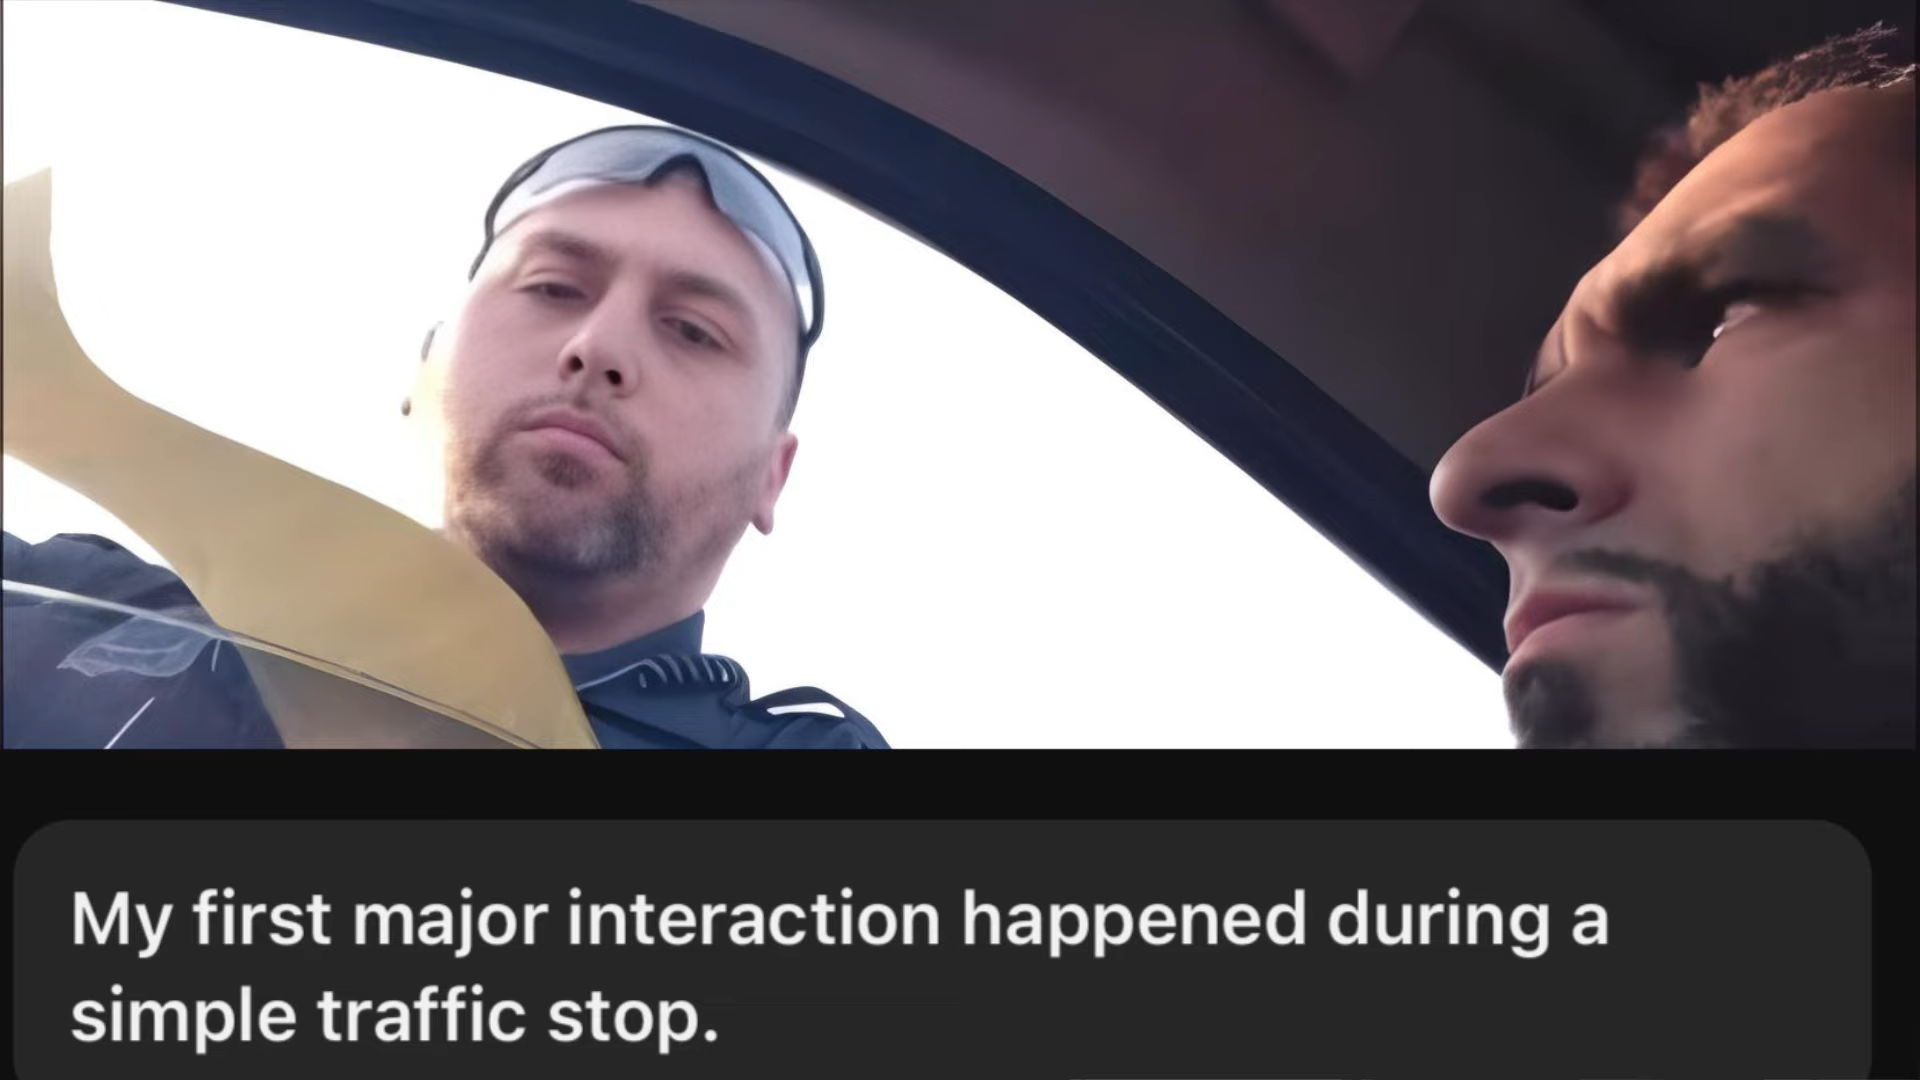 My first major interaction happened during a
simple traffic stop.